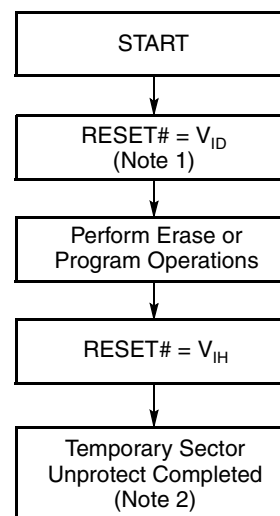 START
RESET# = V_ID
(Note 1)
Perform Erase or
Program Operations
RESET# = V_IH
Temporary Sector
Unprotect Completed
(Note 2)